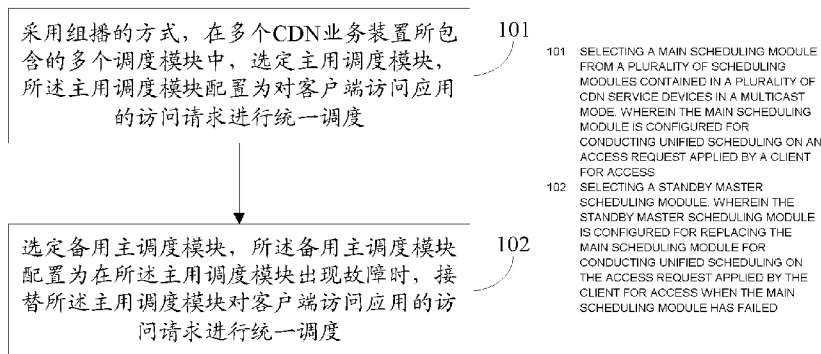 采用组播的方式，在多个CDN业务装置所包
含的多个调度模块中，选定主用调度模块，
所述主用调度模块配置为对客户端访问应用
的访问请求进行统一调度
101
选定备用主调度模块，所述备用主调度模块
配置为在所述主用调度模块出现故障时，接
替所述主用调度模块对客户端访问应用的访
问请求进行统一调度
102
101 SELECTING A MAIN SCHEDULING MODULE
FROM A PLURALITY OF SCHEDULING
MODULES CONTAINED IN A PLURALITY OF
CDN SERVICE DEVICES IN A MULTICAST
MODE. WHEREIN THE MAIN SCHEDULING
MODULE IS CONFIGURED FOR
CONDUCTING UNIFIED SCHEDULING ON AN
ACCESS REQUEST APPLIED BY A CLIENT
FOR ACCESS
102 SELECTING A STANDBY MASTER
SCHEDULING MODULE. WHEREIN THE
STANDBY MASTER SCHEDULING MODULE
IS CONFIGURED FOR REPLACING THE
MAIN SCHEDULING MODULE FOR
CONDUCTING UNIFIED SCHEDULING ON
THE ACCESS REQUEST APPLIED BY THE
CLIENT FOR ACCESS WHEN THE MAIN
SCHEDULING MODULE HAS FAILED